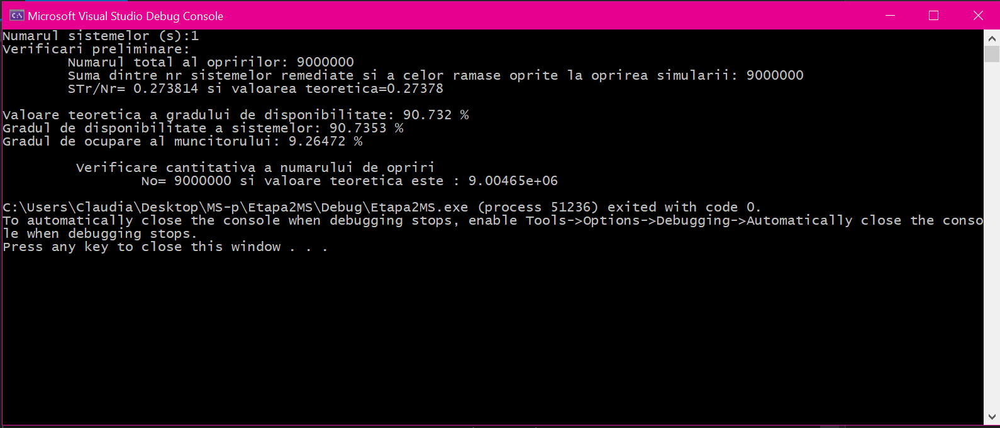 Microsoft Visual Studio Debug Console
Numarul sistemelor (s):1
Verificari preliminare:
Numarul total al opririlor: 9000000
Suma dintre nr sistemelor remediate si a celor ramase oprite la oprirea simularii: 9000000
STr/Nr= 0.273814 si valoarea teoretica=0.27378
Valoare teoretica a gradului de disponibilitate: 90.732 %
Gradul de disponibilitate a sistemelor: 90.7353 %
Gradul de ocupare al muncitorului: 9.26472 %
Verificare cantitativa a numarului de opriri
No= 9000000 si valoare teoretica este : 9.00465e+06
C:\Users\Claudia\Desktop\MS-p\Etapa2MS\Debug\Etapa2MS.exe (process 51236) exited with code 0.
To automatically close the console when debugging stops, enable Tools->Options->Debugging->Automatically close the conso
le when debugging stops.
Press any key to close this window . . .